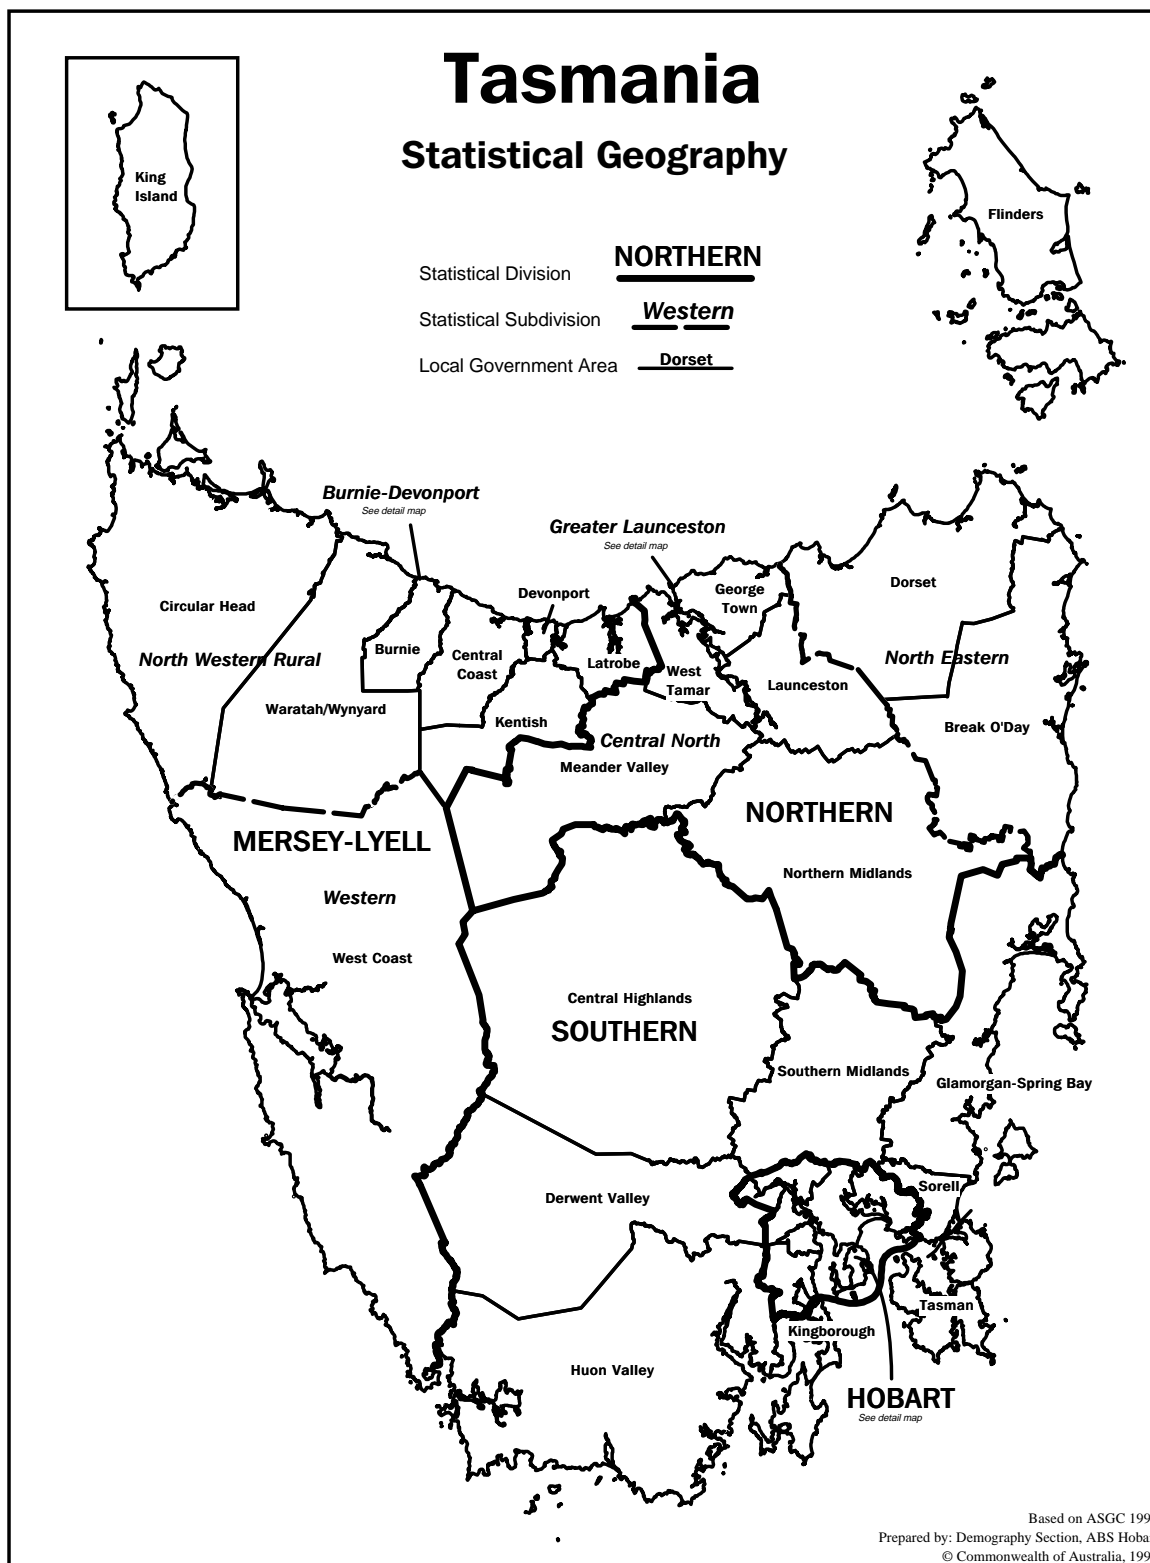 Tasmania
Statistical Geography
King
Island
Flinders
NORTHERN
Statistical Division
Western
Statistical Subdivision
Dorset
Local Government Area
Burnie-Devonport
See detail map
Greater Launceston
See detail map
Circular Head
North Western Rural
Burnie
Devonport
Central
Coast
Latrobe
George
Town
West
Tamar
Dorset
North Eastern
Launceston
Waratah/Wynyard
Kentish
Central North
Meander Valley
Break O'Day
NORTHERN
MERSEY-LYELL
Northern Midlands
Western
West Coast
Central Highlands
SOUTHERN
Southern Midlands
Glamorgan-Spring Bay
Derwent Valley
Sorell
Tasman
Kingborough
Huon Valley
HOBART
See detail map
Based on ASGC 199
Prepared by: Demography Section, ABS Hoba
© Commonwealth of Australia, 199